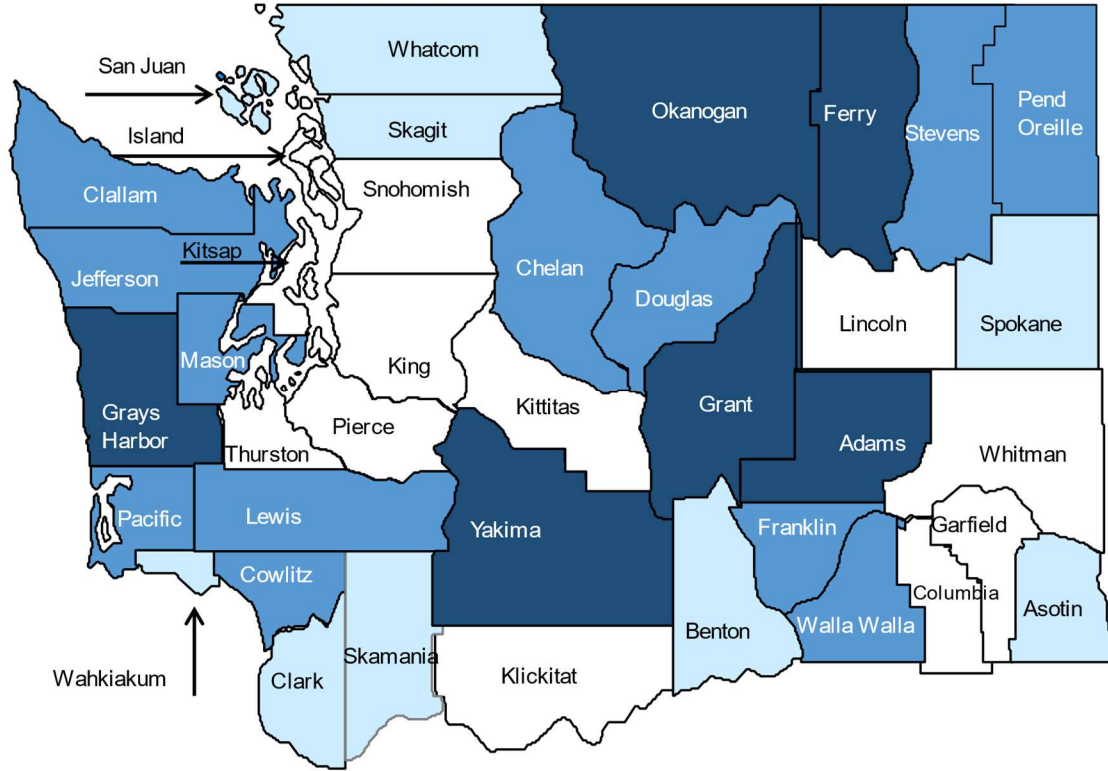 Whatcom
San Juan
Okanogan
Ferry
Pend
Oreille
Stevens
Skagit
Island
Snohomish
Clallam
Kitsap
Jefferson
Chelan
Douglas
Lincoln
Spokane
Mason
King
Kittitas
Grant
Grays
Harbor
Pierce
Adams
Thurston
Whitman
Pacific
Lewis
Yakima
Franklin
Garfield
Cowlitz
Columbia
Asotin
Walla Walla
Benton
Skamania
Wahkiakum
Clark
Klickitat